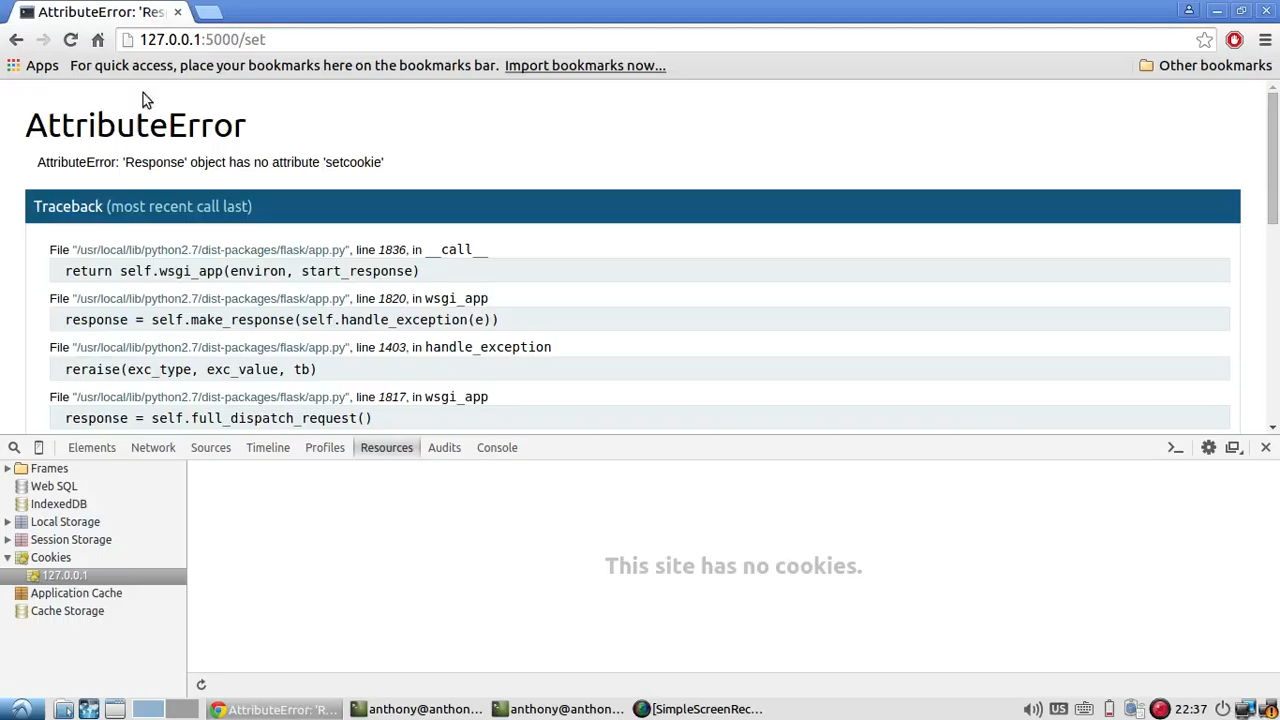 AttributeError: 'Res
127.0.0.1:5000/set
Apps For quick access, place your bookmarks here on the bookmarks bar. Import bookmarks now... Other bookmarks
AttributeError
AttributeError: 'Response' object has no attribute 'setcookie'
Traceback (most recent call last)
File "/usr/local/lib/python2.7/dist-packages/flask/app.py", line 1836, in __call__
return self.wsgi_app(environ, start_response)
File "/usr/local/lib/python2.7/dist-packages/flask/app.py", line 1820, in wsgi_app
response = self.make_response(self.handle_exception(e))
File "/usr/local/lib/python2.7/dist-packages/flask/app.py", line 1403, in handle_exception
reraise(exc_type, exc_value, tb)
File "/usr/local/lib/python2.7/dist-packages/flask/app.py", line 1817, in wsgi_app
response = self.full_dispatch_request()
Elements Network Sources Timeline Profiles Resources Audits Console
Frames
Web SQL
IndexedDB
Local Storage
Session Storage
Cookies
127.0.0.1
Application Cache
Cache Storage
This site has no cookies.
AttributeError: 'R... anthony@anthon... anthony@anthon... [SimpleScreenRec... US 22:37